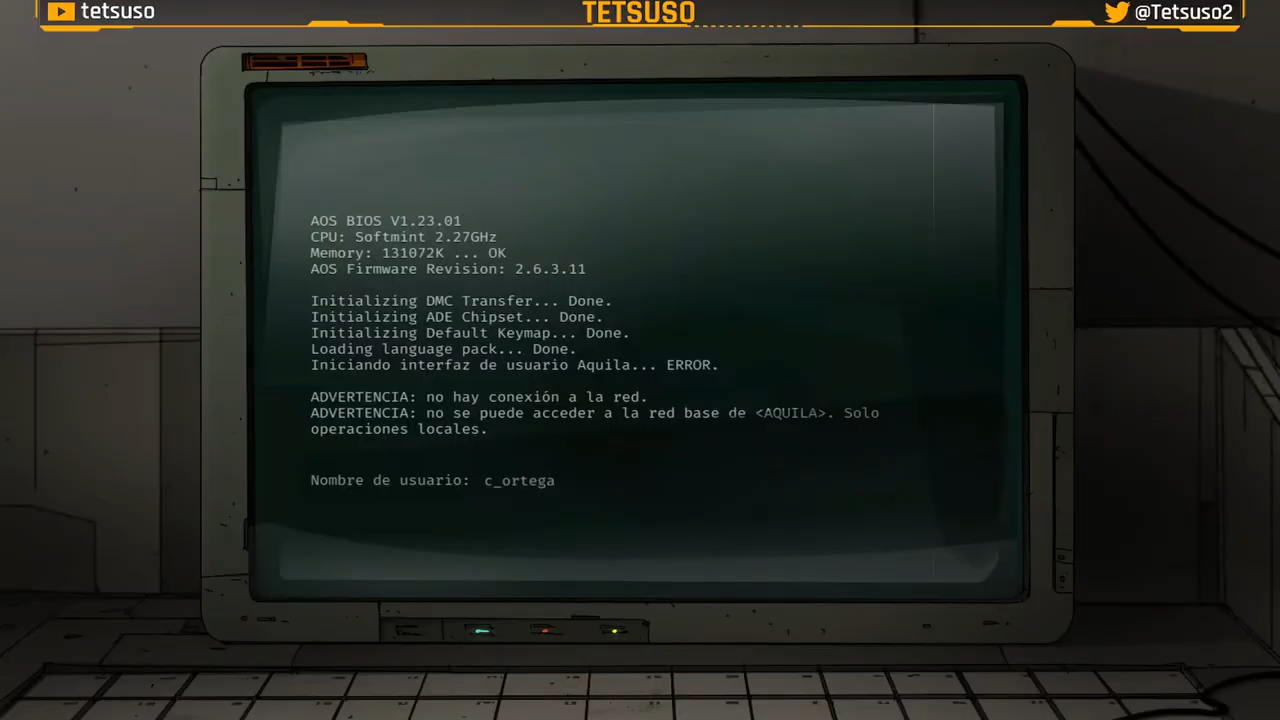 tetsuso
TETSUSO
@Tetsuso2
AOS BIOS V1.23.01
CPU: Softmint 2.27GHz
Memory: 131072K ... OK
AOS Firmware Revision: 2.6.3.11
Initializing DMC Transfer... Done.
Initializing ADE Chipset... Done.
Initializing Default Keymap... Done.
Loading language pack... Done.
Iniciando interfaz de usuario Aquila... ERROR.
ADVERTENCIA: no hay conexión a la red.
ADVERTENCIA: no se puede acceder a la red base de <AQUILA>. Solo
operaciones locales.
Nombre de usuario: c_ortega